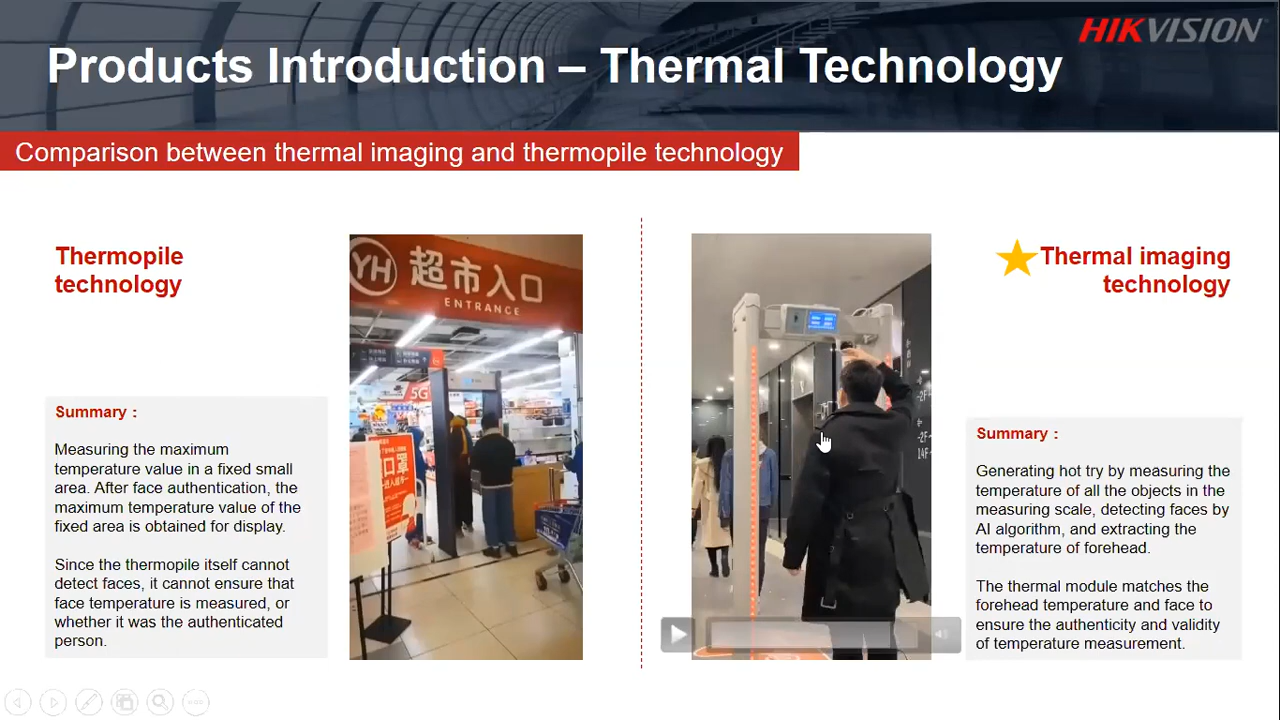 HIKVISION
Products Introduction – Thermal Technology
Comparison between thermal imaging and thermopile technology
Thermopile
technology
Summary：
Measuring the maximum
temperature value in a fixed small
area. After face authentication, the
maximum temperature value of the
fixed area is obtained for display.
Since the thermopile itself cannot
detect faces, it cannot ensure that
face temperature is measured, or
whether it was the authenticated
person.
YH 超市入口
ENTRANCE
5G
口罩
Thermal imaging
technology
Summary：
Generating hot try by measuring the
temperature of all the objects in the
measuring scale, detecting faces by
AI algorithm, and extracting the
temperature of forehead.
The thermal module matches the
forehead temperature and face to
ensure the authenticity and validity
of temperature measurement.